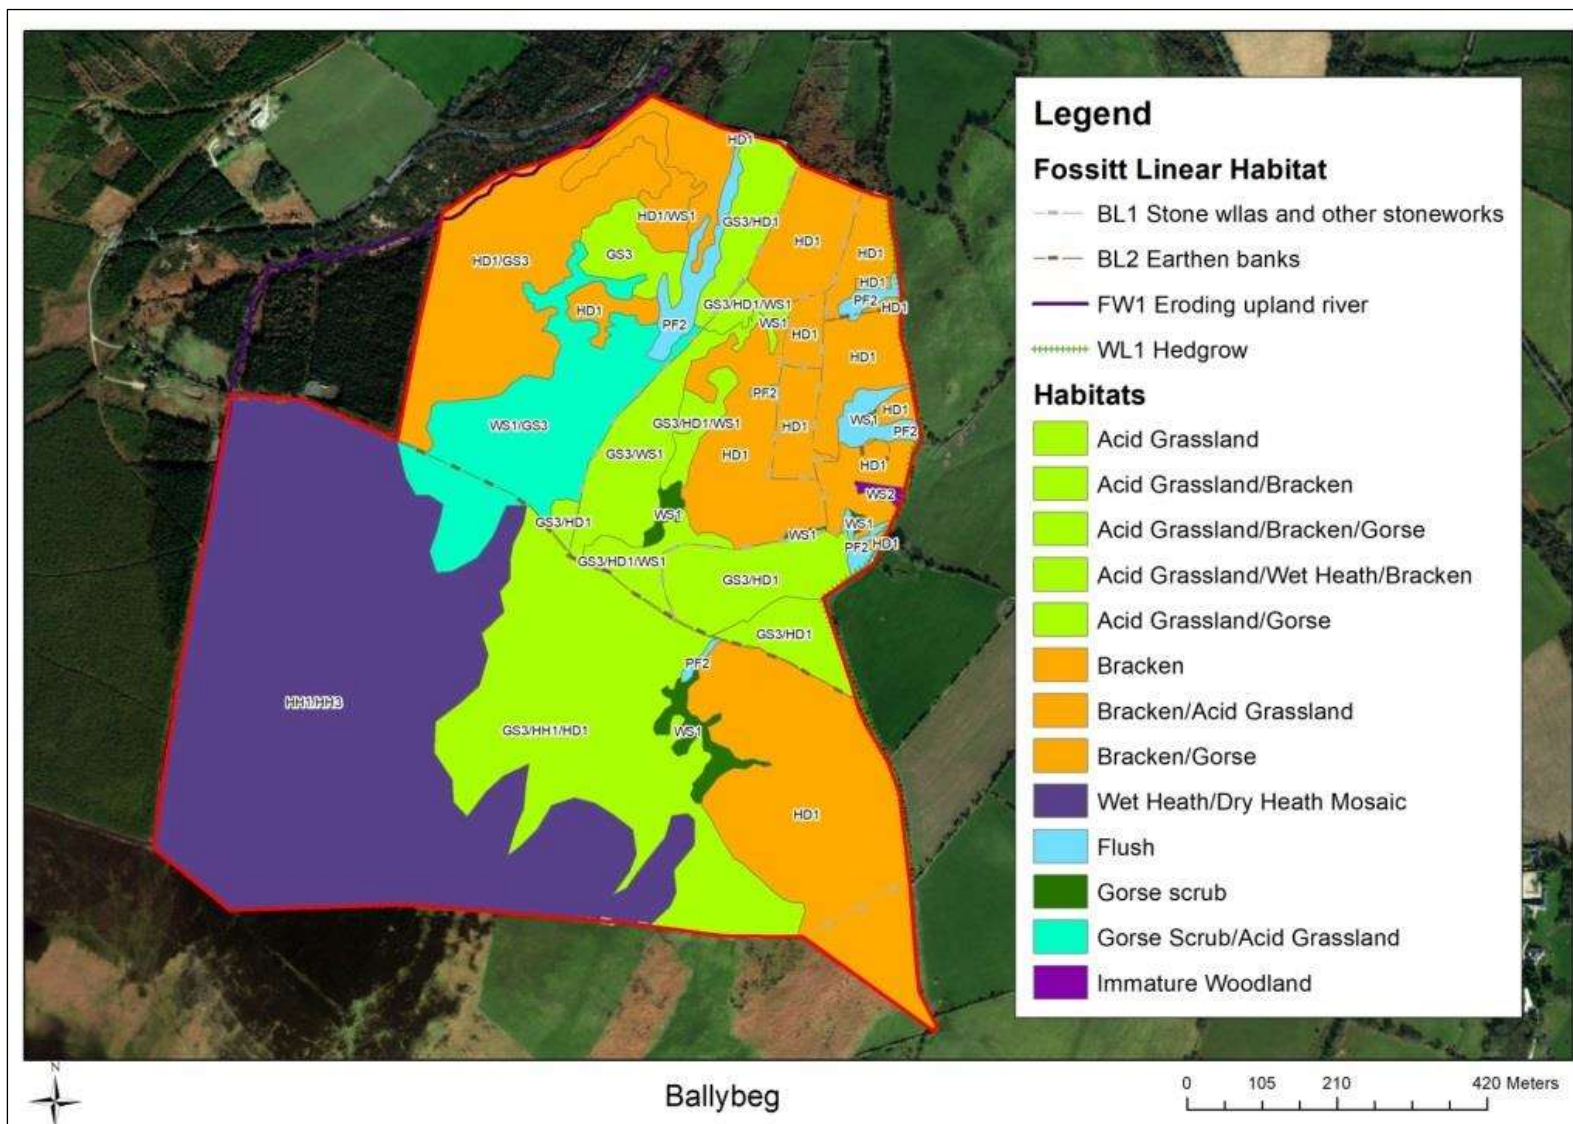 Legend
Fossitt Linear Habitat
BL1 Stone wllas and other stoneworks
BL2 Earthen banks
FW1 Eroding upland river
WL1 Hedgrow
Habitats
Acid Grassland
Acid Grassland/Bracken
Acid Grassland/Bracken/Gorse
Acid Grassland/Wet Heath/Bracken
Acid Grassland/Gorse
Bracken
Bracken/Acid Grassland
Bracken/Gorse
Wet Heath/Dry Heath Mosaic
Flush
Gorse scrub
Gorse Scrub/Acid Grassland
Immature Woodland
HD1
HD1/WS1
GS3/HD1
HD1
HD1
GS3
HD1/GS3
HD1
PF2
HD1
HD1
GS3/HD1/WS1
PF2
WS1
HD1
HD1
PF2
HD1
WS1
GS3/HD1/WS1
WS1/GS3
HD1
PF2
GS3/WS1
HD1
HD1
WS2
WS1
GS3/HD1
WS1
WS1
PF2
HD1
GS3/HD1/WS1
GS3/HD1
GS3/HD1
PF2
HH1/HH3
GS3/HH1/HD1
WS1
HD1
N
Ballybeg
0 105 210 420 Meters